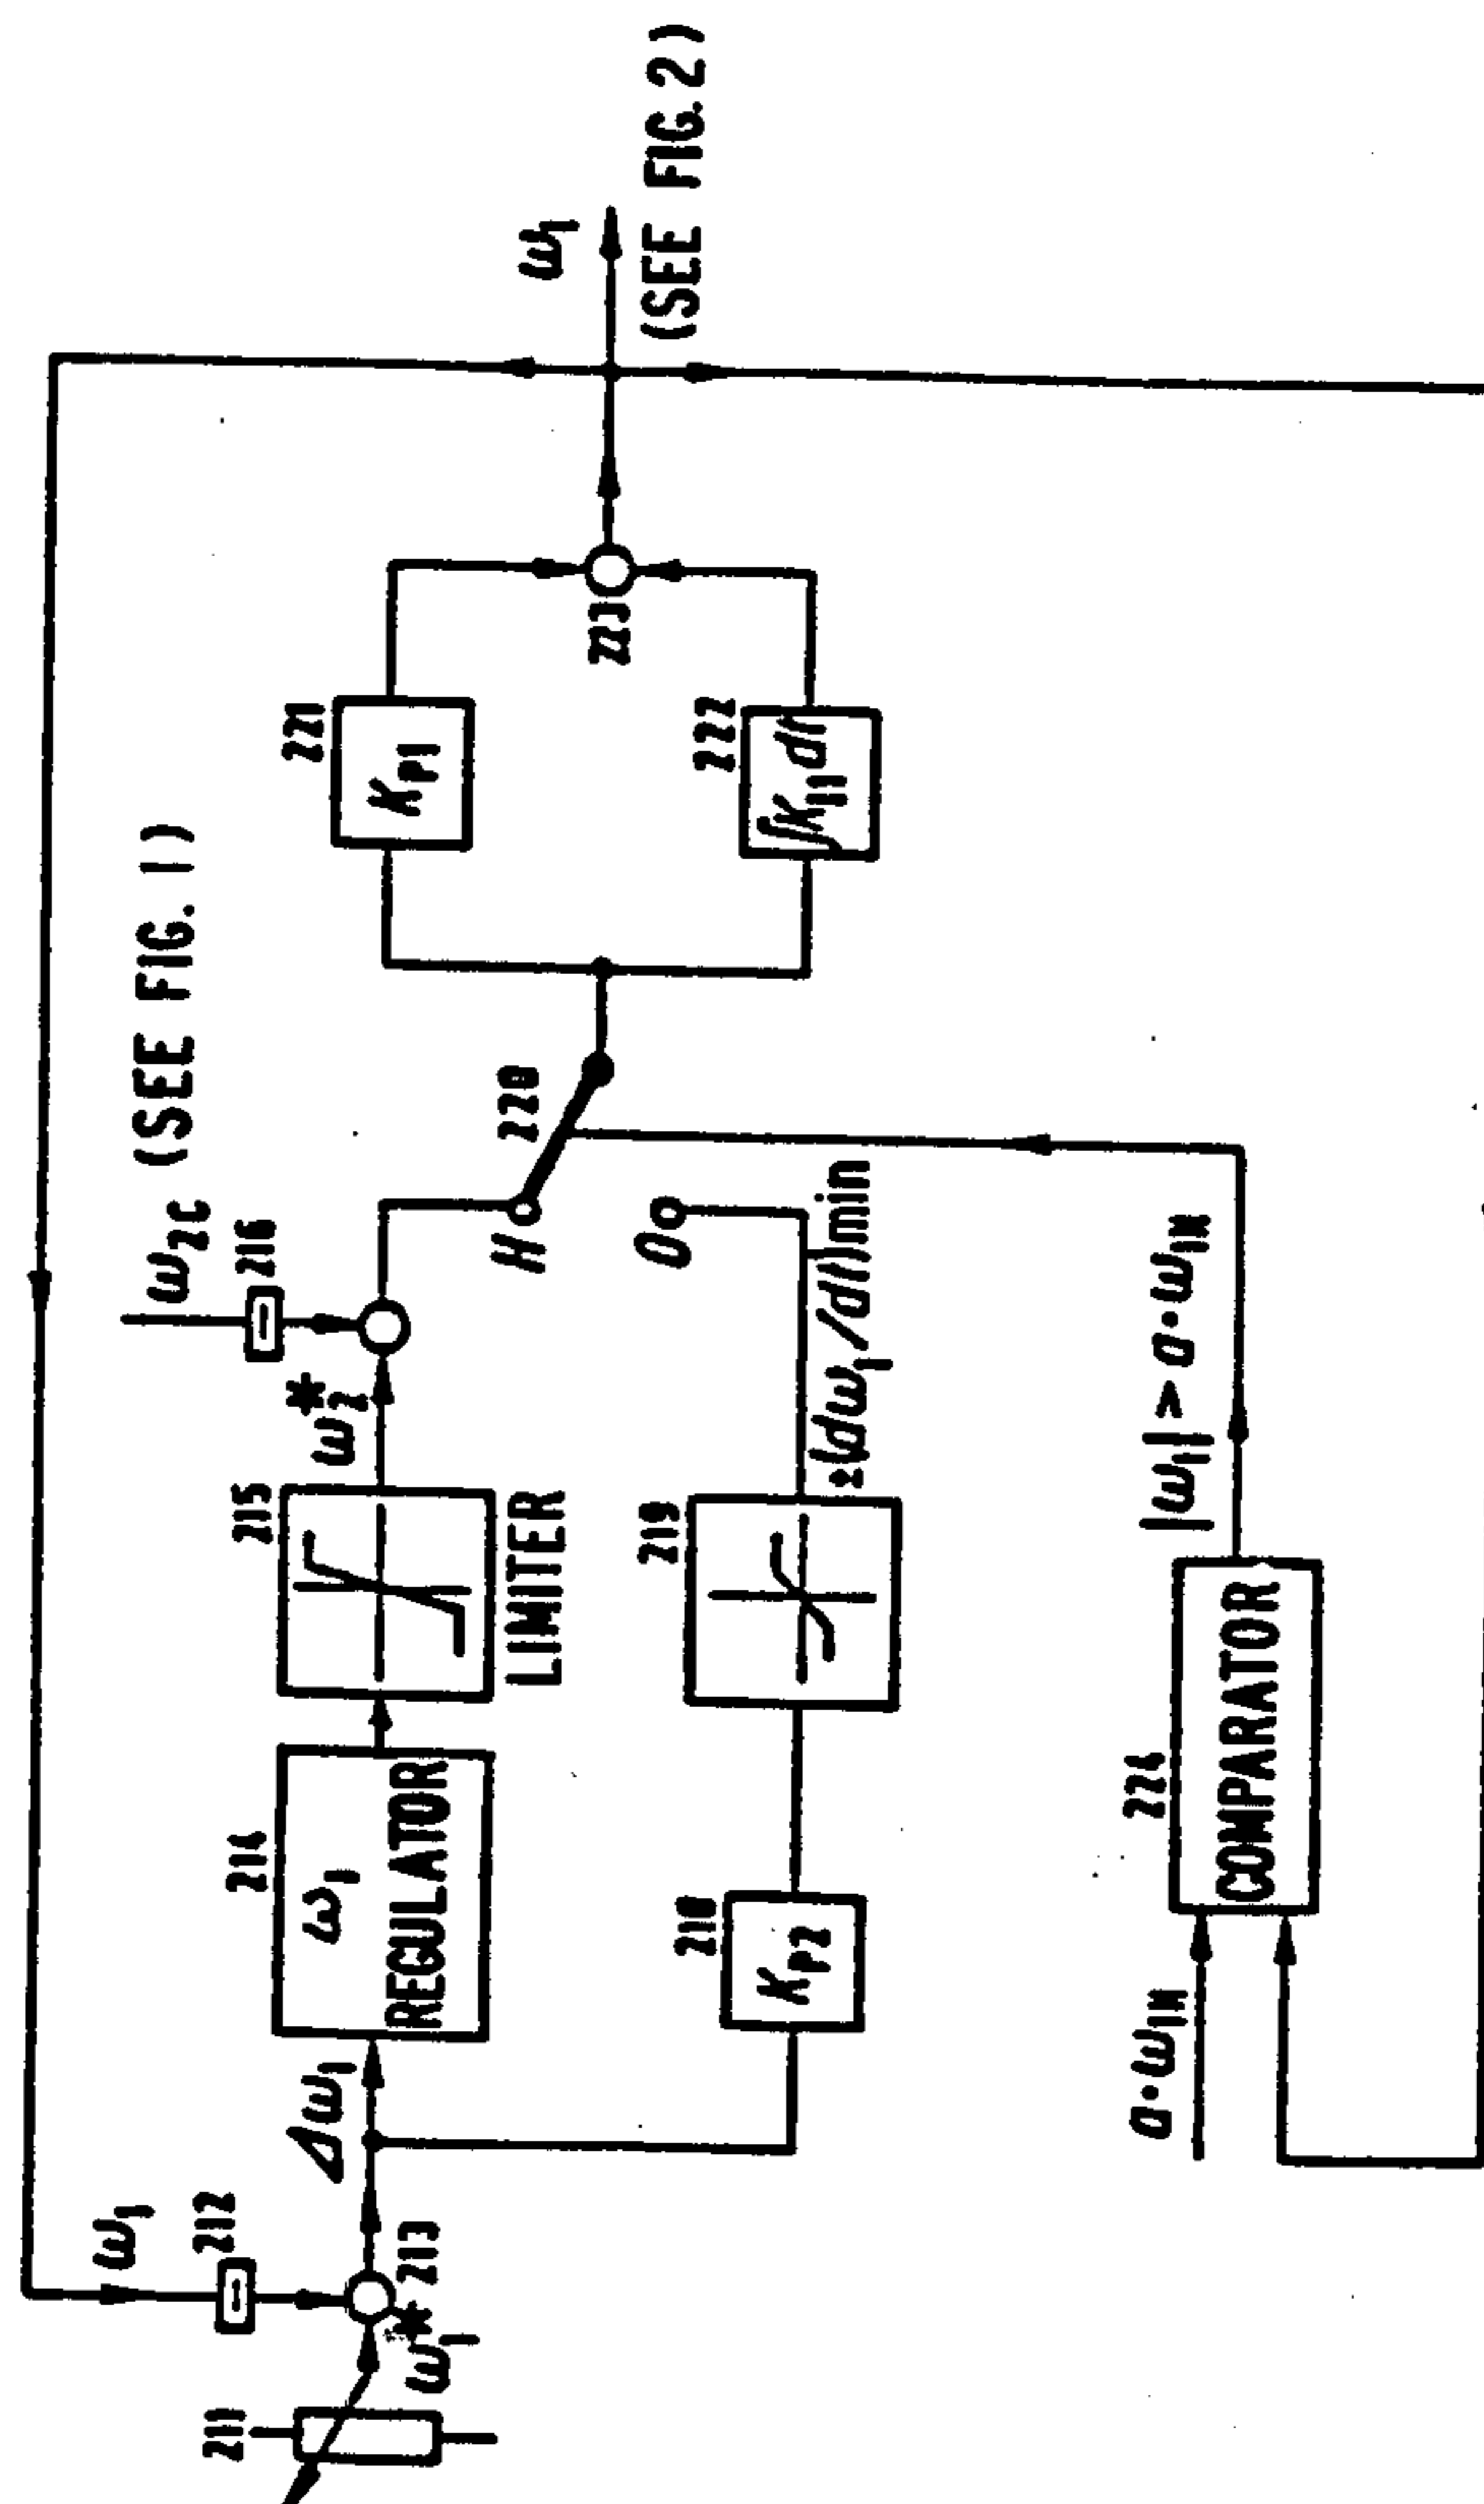 211
ω1*
ω1
212
213
Δω1
214
ω1
REGULATOR
215
LIMITER
ω2*
216
ω2C (SEE FIG. 1)
218
Kp2
219
2|dω1/dt|min
H
0
220
221
Kp1
222
223
ω1
(SEE FIG.2)
a·ω1N
224
COMPARATOR
|ω1| > a·ω1N